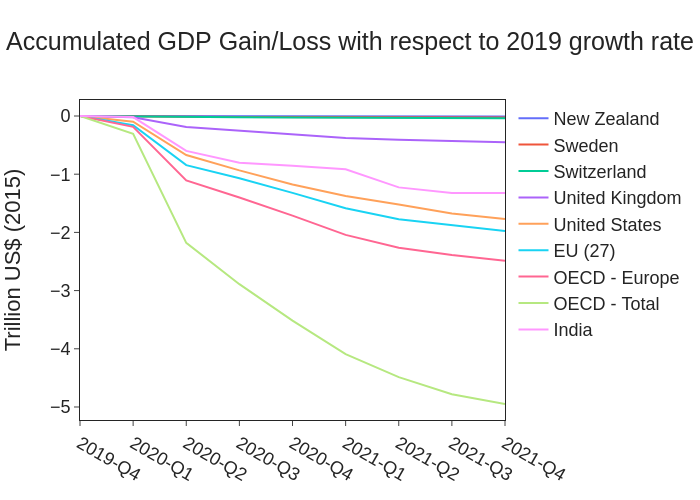 Accumulated GDP Gain/Loss with respect to 2019 growth rate
Trillion US$ (2015)
0
−1
−2
−3
−4
−5
2019-Q4
2020-Q1
2020-Q2
2020-Q3
2020-Q4
2021-Q1
2021-Q2
2021-Q3
2021-Q4
New Zealand
Sweden
Switzerland
United Kingdom
United States
EU (27)
OECD - Europe
OECD - Total
India